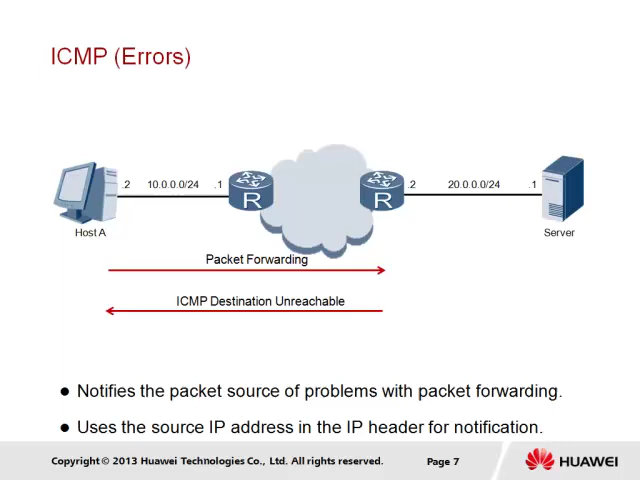 ICMP (Errors)
.2 10.0.0.0/24 .1 .2 20.0.0.0/24 .1
R R
Host A Server
Packet Forwarding
ICMP Destination Unreachable
● Notifies the packet source of problems with packet forwarding.
● Uses the source IP address in the IP header for notification.
Copyright © 2013 Huawei Technologies Co., Ltd. All rights reserved. Page 7 HUAWEI